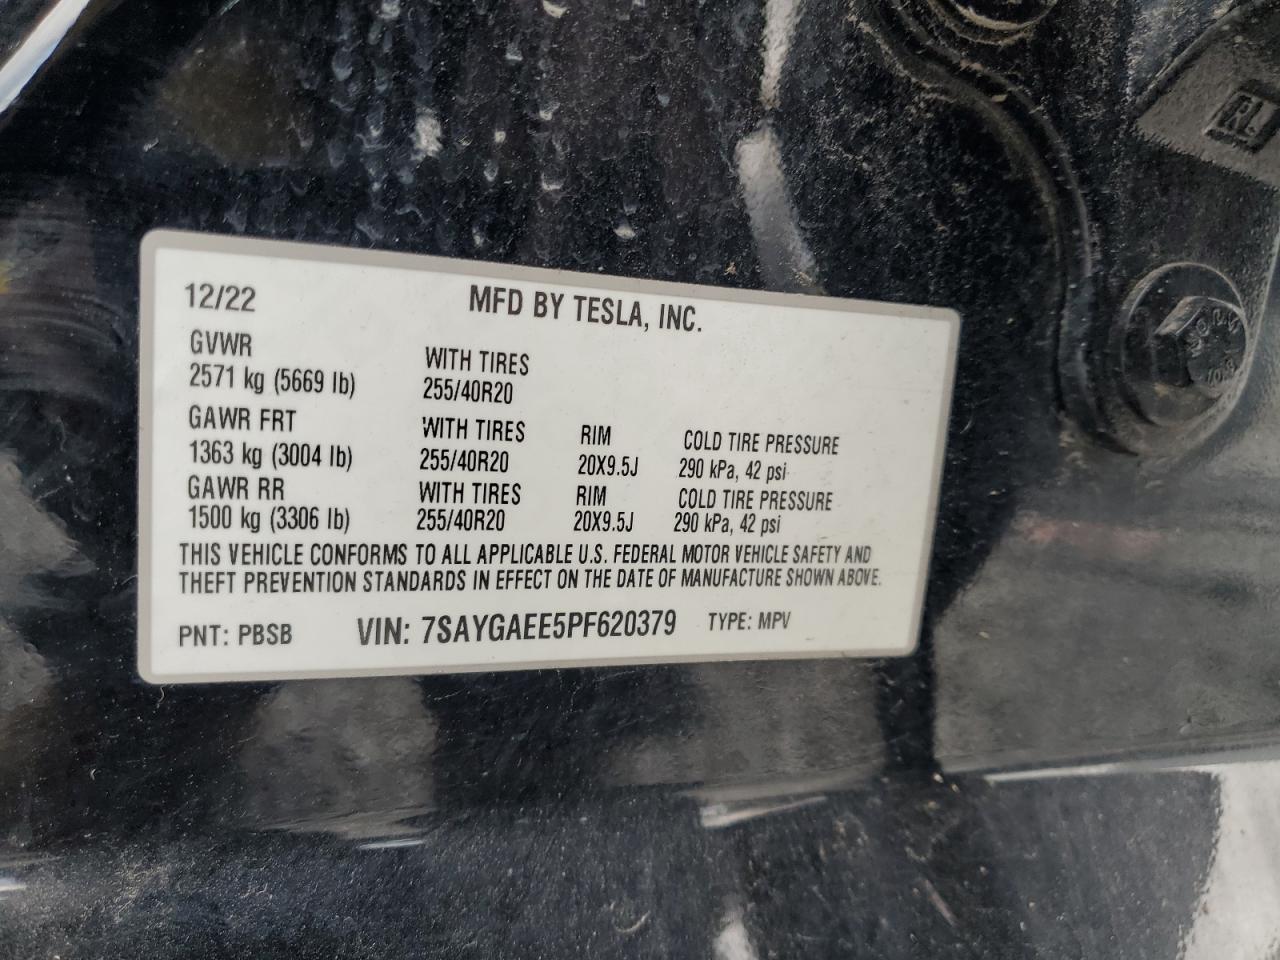 12/22 MFD BY TESLA, INC.
GVWR WITH TIRES
2571 kg (5669 lb) 255/40R20
GAWR FRT WITH TIRES RIM COLD TIRE PRESSURE
1363 kg (3004 lb) 255/40R20 20X9.5J 290 kPa, 42 psi
GAWR RR WITH TIRES RIM COLD TIRE PRESSURE
1500 kg (3306 lb) 255/40R20 20X9.5J 290 kPa, 42 psi
THIS VEHICLE CONFORMS TO ALL APPLICABLE U.S. FEDERAL MOTOR VEHICLE SAFETY AND
THEFT PREVENTION STANDARDS IN EFFECT ON THE DATE OF MANUFACTURE SHOWN ABOVE.
PNT: PBSB VIN: 7SAYGAEE5PF620379 TYPE: MPV